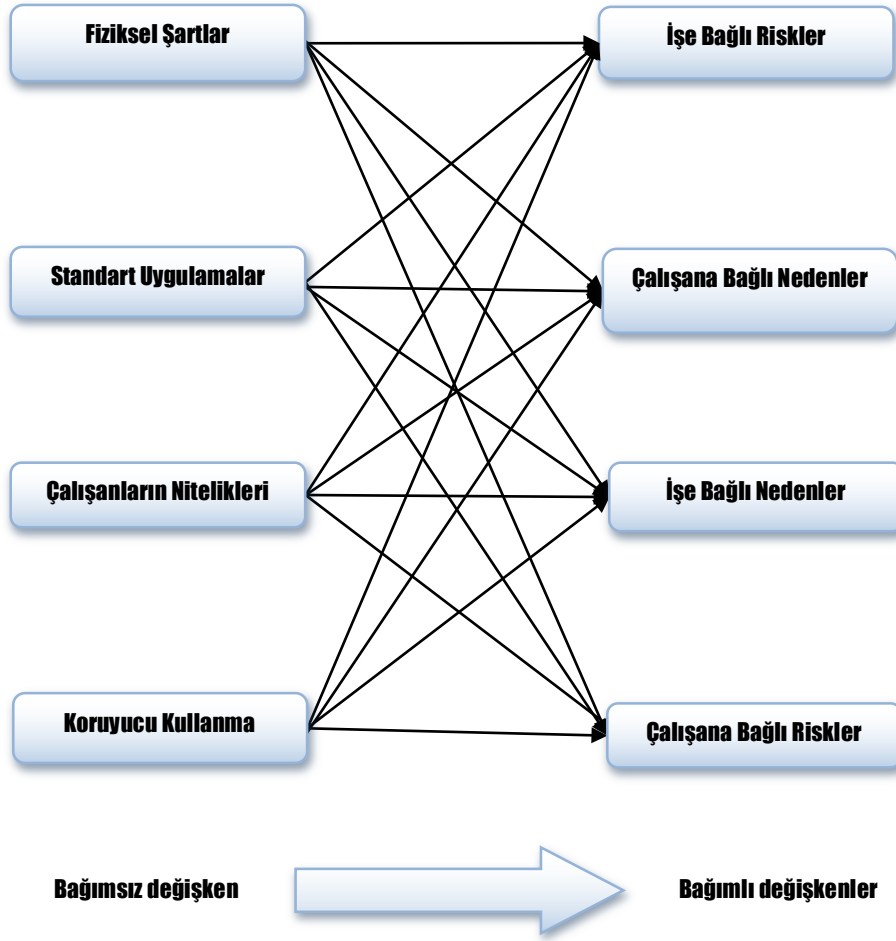 Fiziksel Şartlar
İşe Bağlı Riskler
Standart Uygulamalar
Çalışana Bağlı Nedenler
Çalışanların Nitelikleri
İşe Bağlı Nedenler
Koruyucu Kullanma
Çalışana Bağlı Riskler
Bağımsız değişken
Bağımlı değişkenler